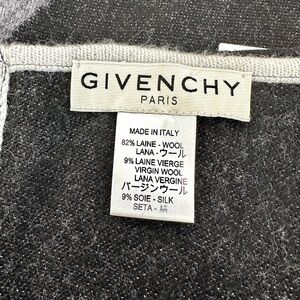 GIVENCHY
PARIS
MADE IN ITALY
82% LAINE - WOOL
LANA - ウール
9% LAINE VIERGE
VIRGIN WOOL
LANA VERGINE
バージンウール
9% SOIE - SILK
SETA - 絹